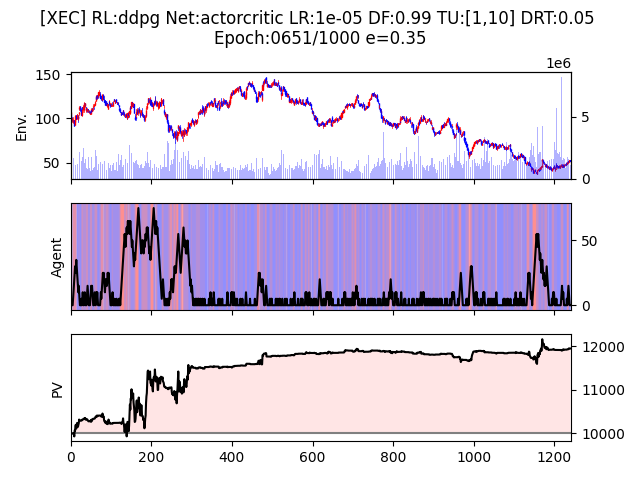 [XEC] RL:ddpg Net:actorcritic LR:1e-05 DF:0.99 TU:[1,10] DRT:0.05
Epoch:0651/1000 e=0.35
1e6
150
100
50
Env.
5
0
Agent
50
0
PV
12000
11000
10000
0 200 400 600 800 1000 1200